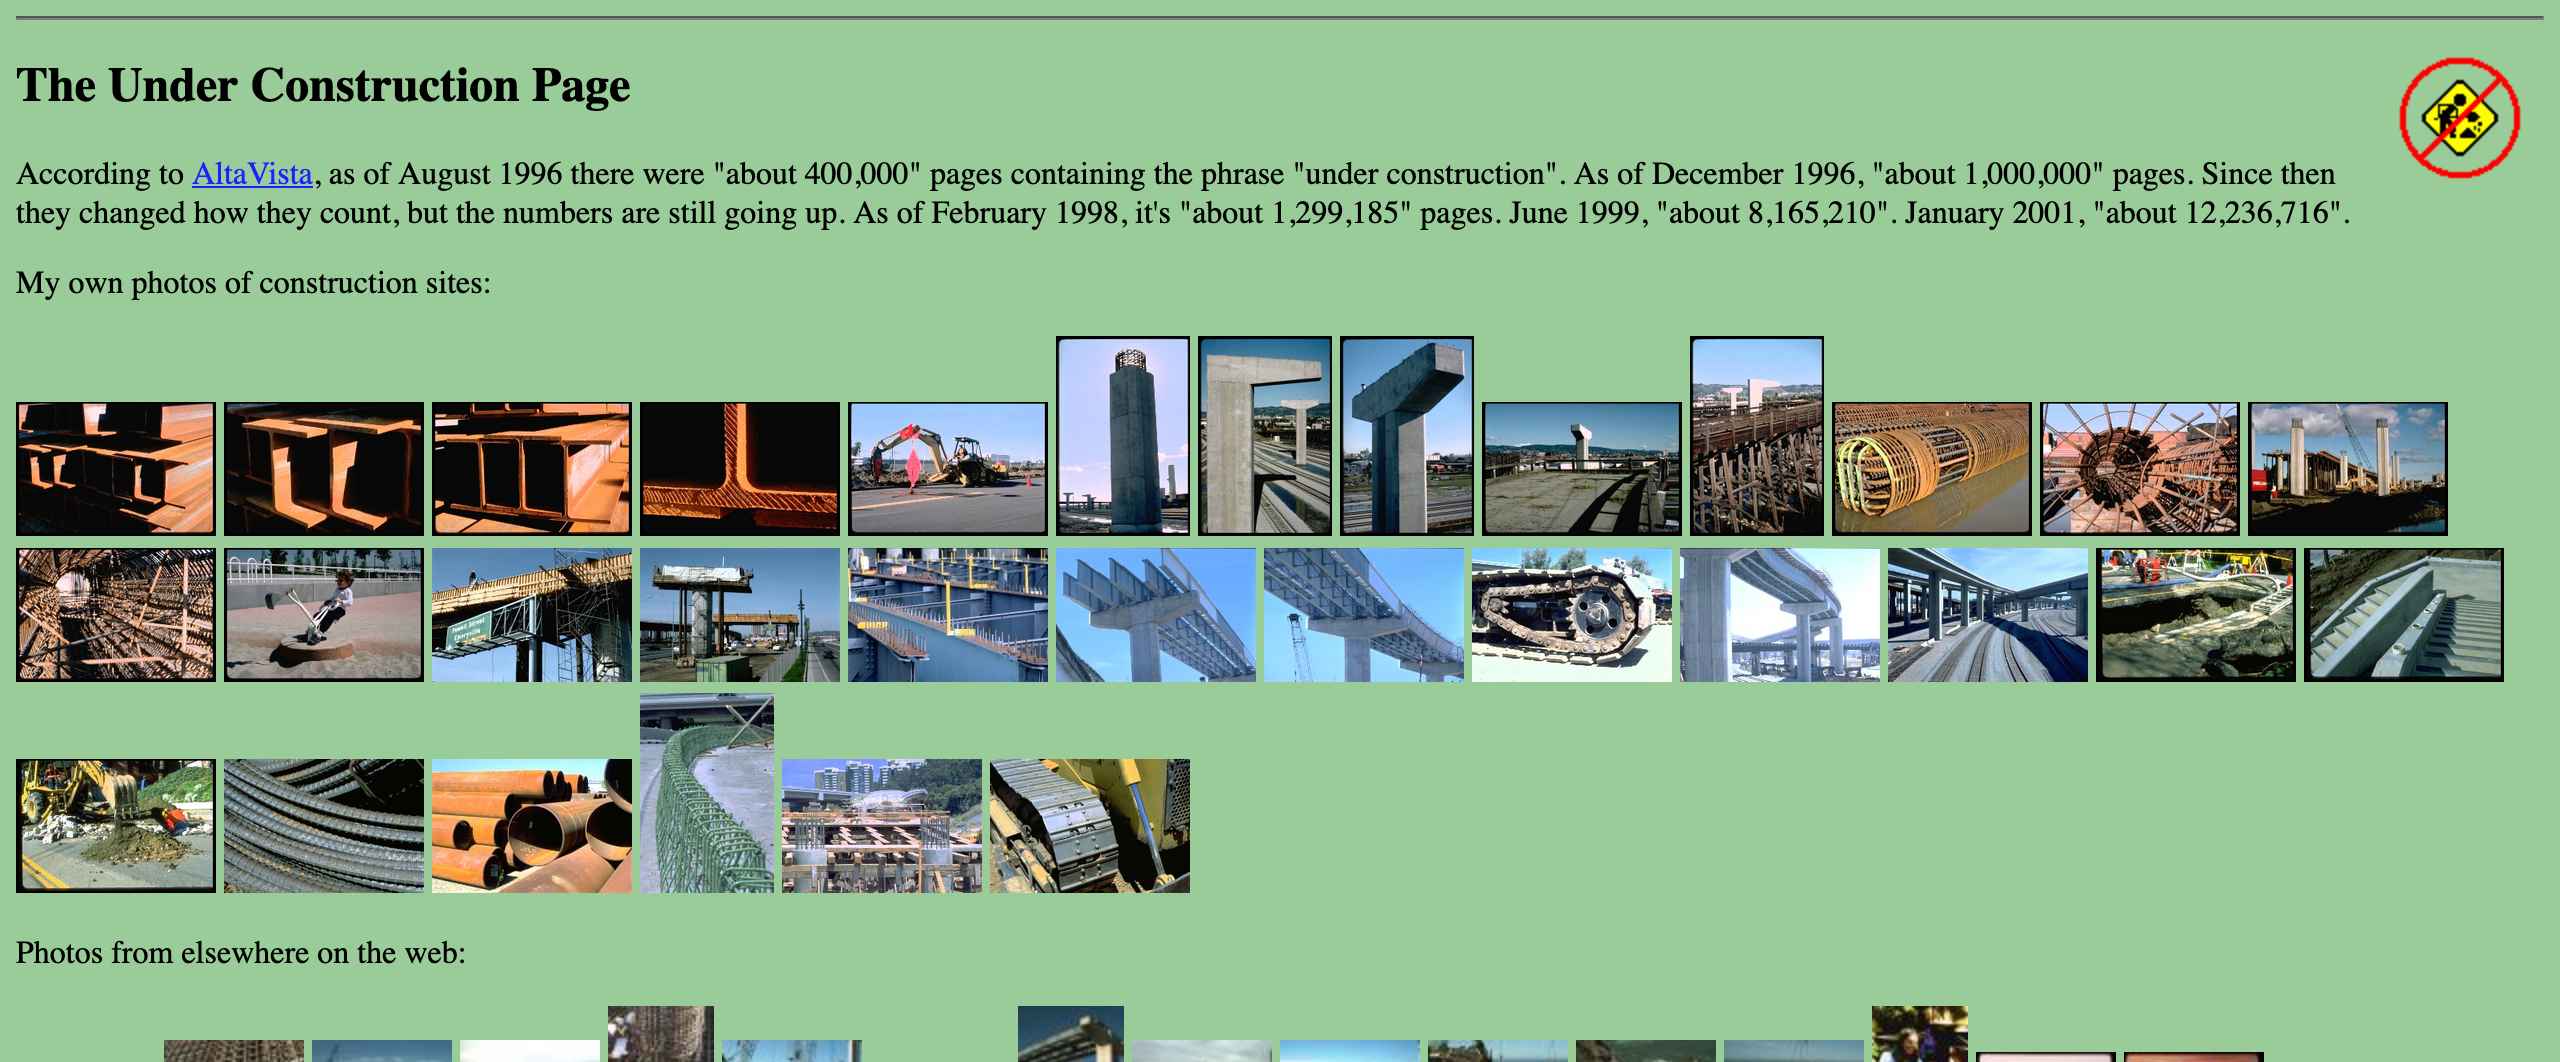 The Under Construction Page
According to AltaVista, as of August 1996 there were "about 400,000" pages containing the phrase "under construction". As of December 1996, "about 1,000,000" pages. Since then
they changed how they count, but the numbers are still going up. As of February 1998, it's "about 1,299,185" pages. June 1999, "about 8,165,210". January 2001, "about 12,236,716".
My own photos of construction sites:
Powell Street
Emeryville
Photos from elsewhere on the web: